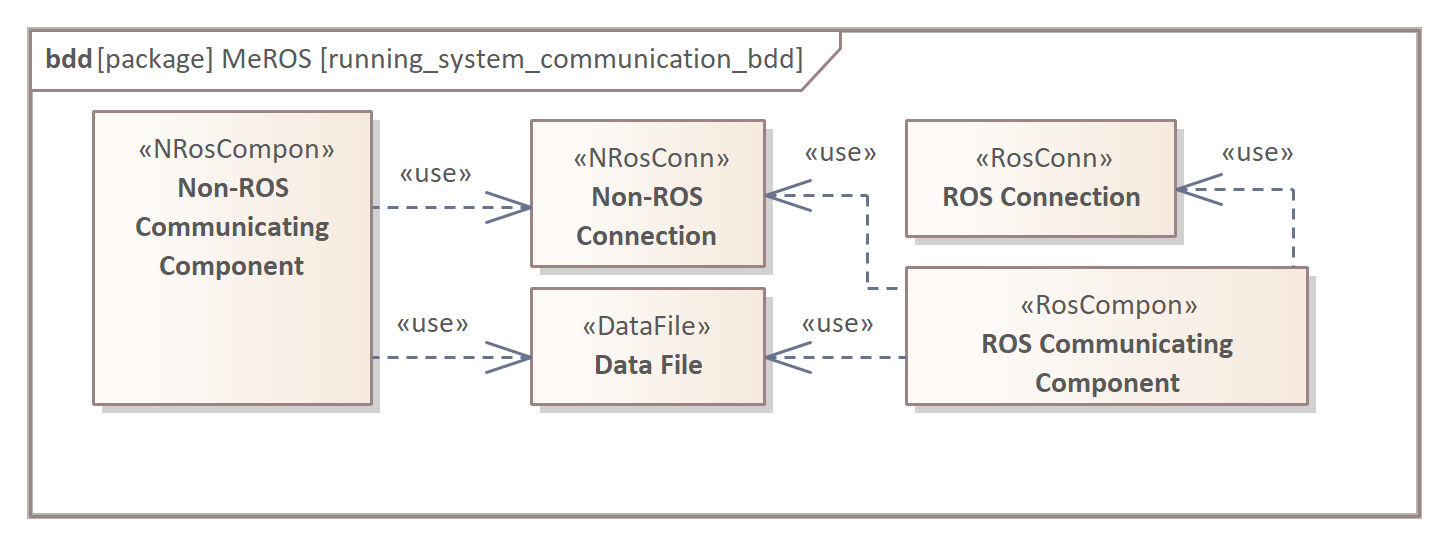 bdd [package] MeROS [running_system_communication_bdd]
«NRosCompon»
Non-ROS
Communicating
Component
«use»
«use»
«NRosConn»
Non-ROS
Connection
«DataFile»
Data File
«use»
«use»
«RosConn»
ROS Connection
«use»
«RosCompon»
ROS Communicating
Component